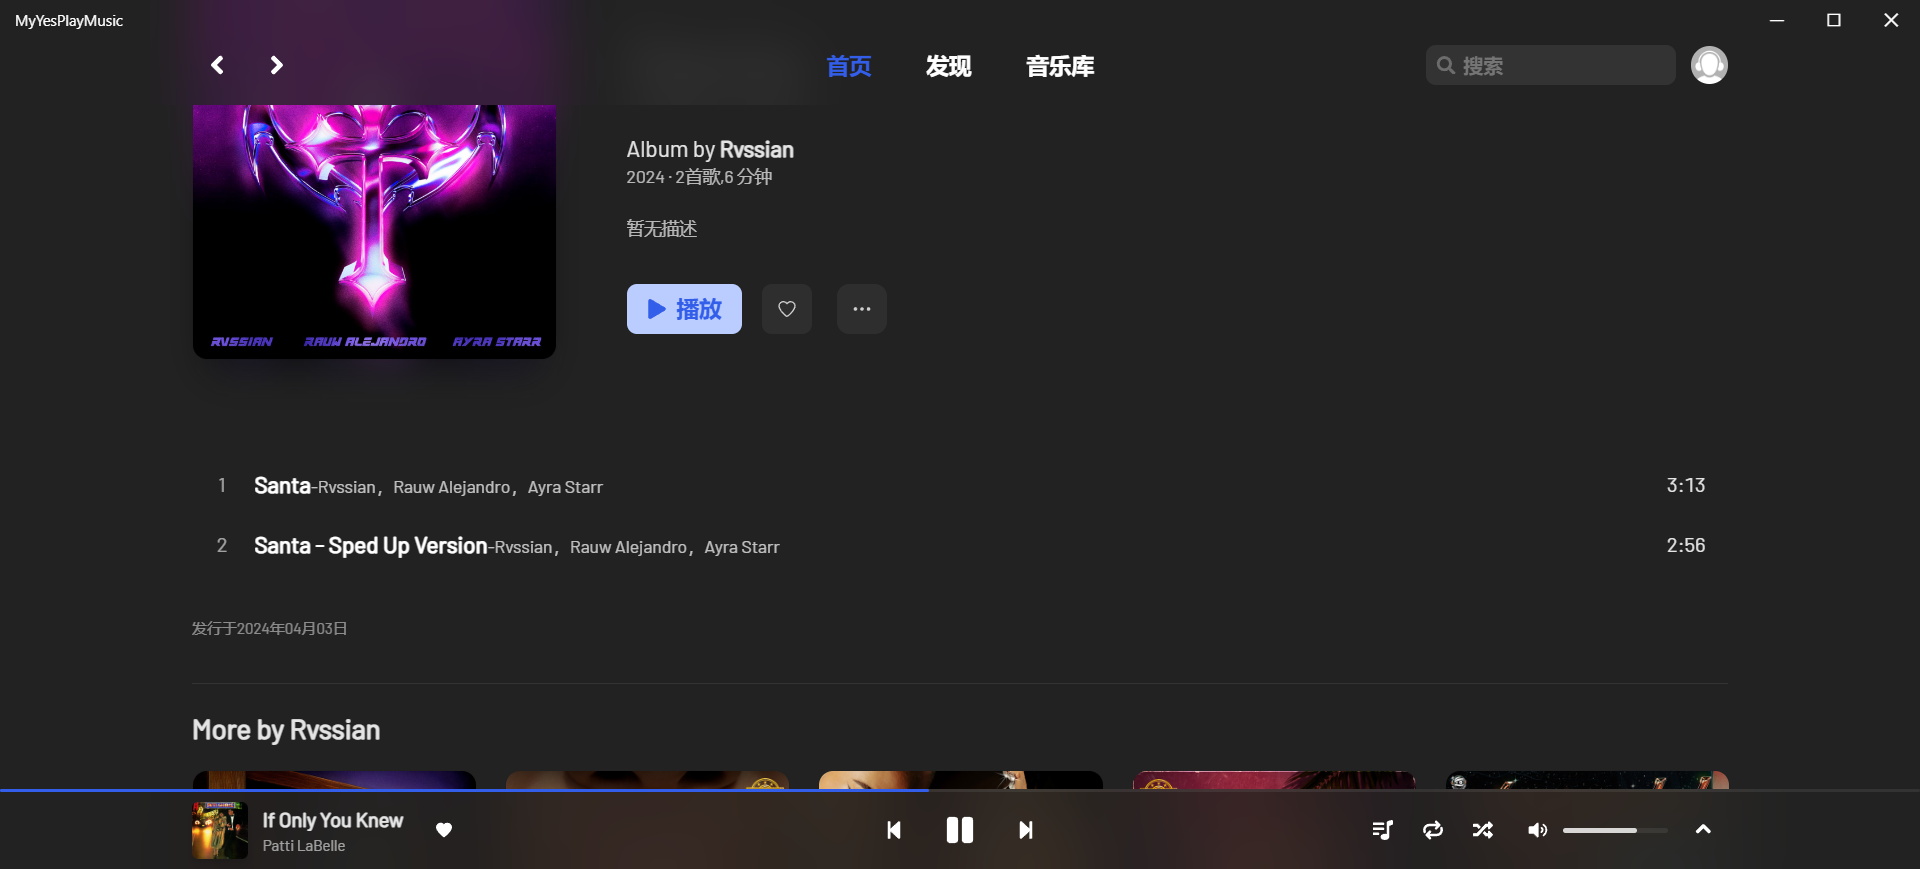 MyYesPlayMusic
首页 发现 音乐库 搜索
Album by Rvssian
2024 · 2首歌,6 分钟
暂无描述
播放
RVSSIAN RAUW ALEJANDRO AYRA STARR
1 Santa-Rvssian，Rauw Alejandro，Ayra Starr 3:13
2 Santa - Sped Up Version-Rvssian，Rauw Alejandro，Ayra Starr 2:56
发行于2024年04月03日
More by Rvssian
If Only You Knew
Patti LaBelle